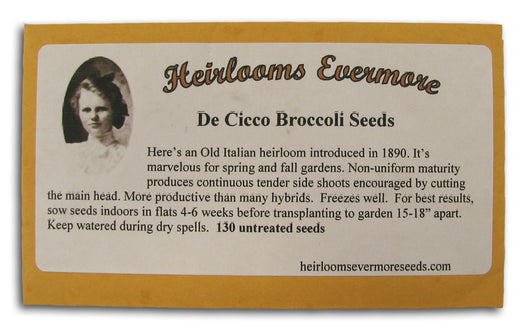 Heirlooms Evermore
De Cicco Broccoli Seeds
Here's an Old Italian heirloom introduced in 1890. It's
marvelous for spring and fall gardens. Non-uniform maturity
produces continuous tender side shoots encouraged by cutting
the main head. More productive than many hybrids. Freezes well. For best results,
sow seeds indoors in flats 4-6 weeks before transplanting to garden 15-18” apart.
Keep watered during dry spells. 130 untreated seeds
heirloomsevermoreseeds.com